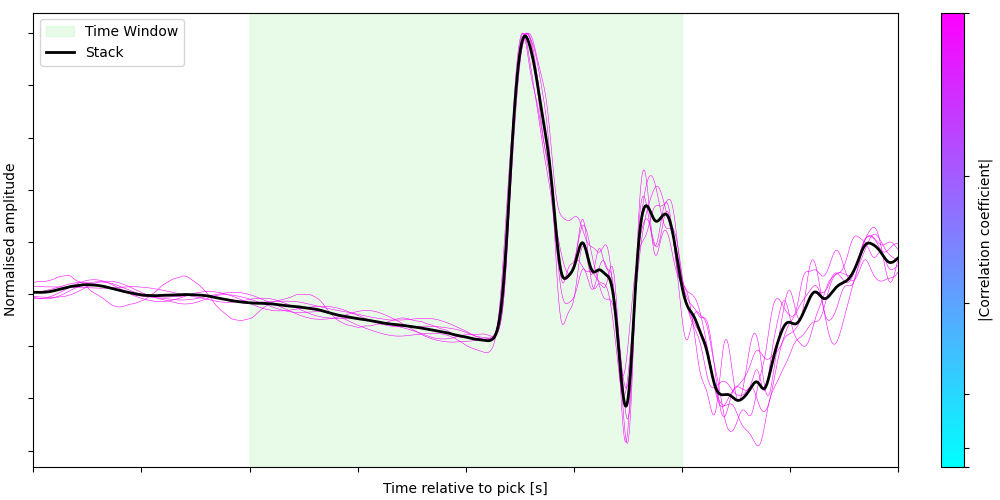 Time Window
Stack
Normalised amplitude
Time relative to pick [s]
|Correlation coefficient|